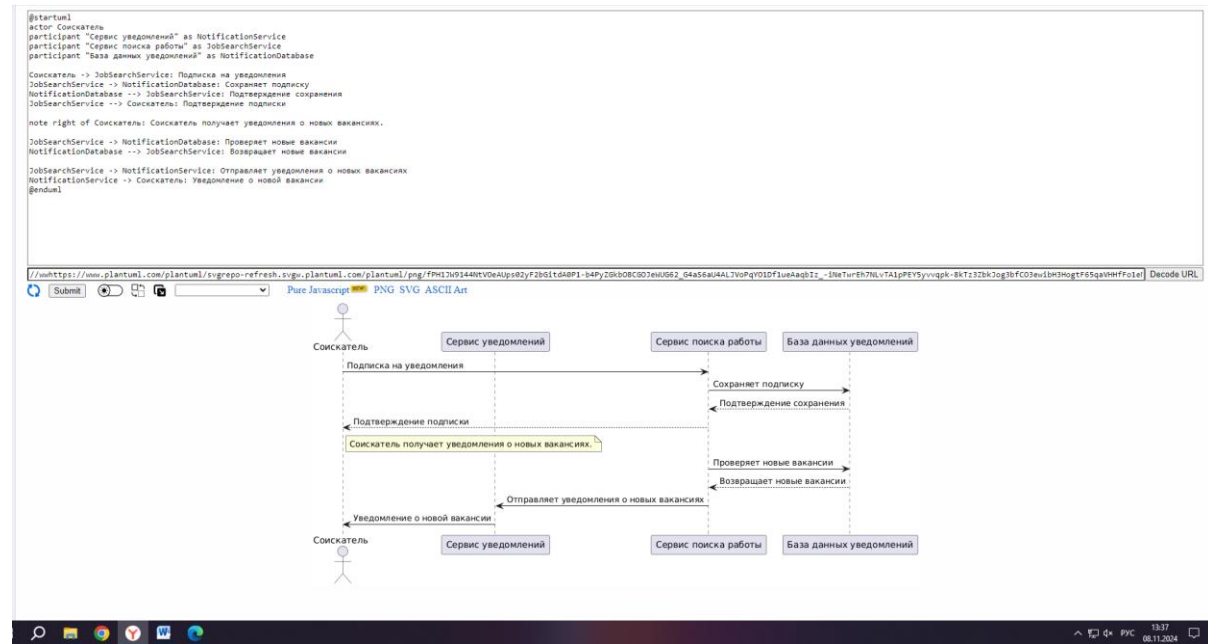 @startuml
actor Соискатель
participant "Сервис уведомлений" as NotificationService
participant "Сервис поиска работы" as JobSearchService
participant "База данных уведомлений" as NotificationDatabase
Соискатель -> JobSearchService: Подписка на уведомления
JobSearchService -> NotificationDatabase: Сохраняет подписку
NotificationDatabase --> JobSearchService: Подтверждение сохранения
JobSearchService --> Соискатель: Подтверждение подписки
note right of Соискатель: Соискатель получает уведомления о новых вакансиях.
JobSearchService -> NotificationDatabase: Проверяет новые вакансии
NotificationDatabase --> JobSearchService: Возвращает новые вакансии
JobSearchService -> NotificationService: Отправляет уведомления о новых вакансиях
NotificationService -> Соискатель: Уведомление о новой вакансии
@enduml
Decode URL
Submit Pure Javascript NEW PNG SVG ASCII Art
Соискатель Сервис уведомлений Сервис поиска работы База данных уведомлений
Подписка на уведомления
Сохраняет подписку
Подтверждение сохранения
Подтверждение подписки
Соискатель получает уведомления о новых вакансиях.
Проверяет новые вакансии
Возвращает новые вакансии
Отправляет уведомления о новых вакансиях
Уведомление о новой вакансии
Соискатель Сервис уведомлений Сервис поиска работы База данных уведомлений
РУС 13:37
08.11.2024